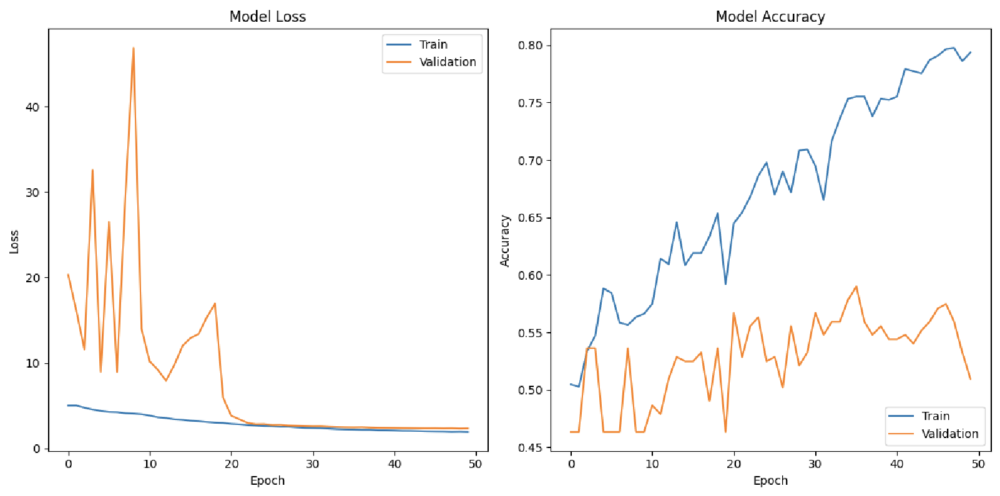 Model Loss
Train
Validation
Loss
40
30
20
10
0
0 10 20 30 40 50
Epoch
Model Accuracy
Accuracy
0.80
0.75
0.70
0.65
0.60
0.55
0.50
0.45
Train
Validation
0 10 20 30 40 50
Epoch